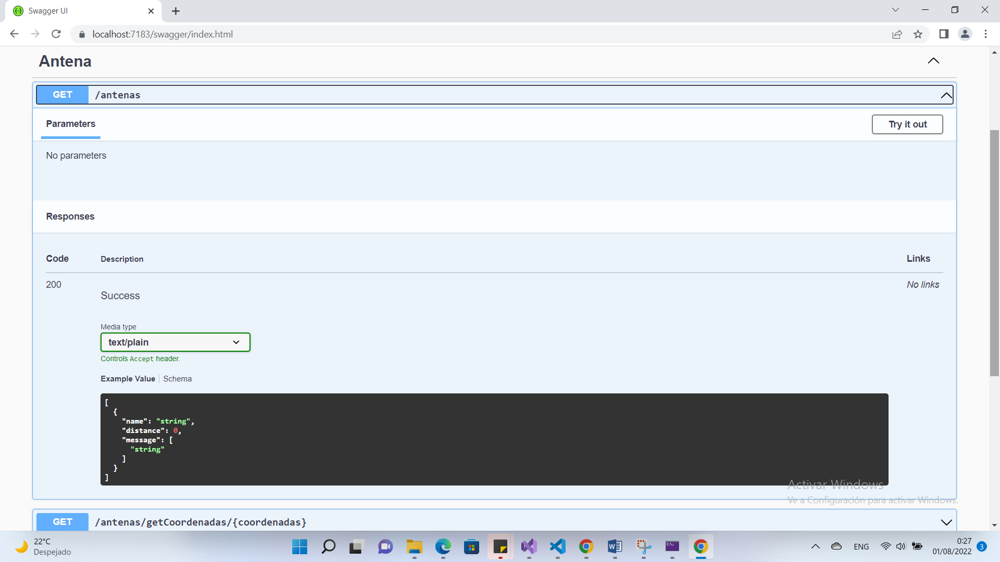 Swagger UI
localhost:7183/swagger/index.html
Antena
GET /antenas
Parameters
Try it out
No parameters
Responses
Code Description Links
200 No links
Success
Media type
text/plain
Controls Accept header.
Example Value Schema
[
{
"name": "string",
"distance": 0,
"message": [
"string"
]
}
]
Activar Windows
Ve a Configuración para activar Windows.
GET /antenas/getCoordenadas/{coordenadas}
22°C
Despejado
ENG
0:27
01/08/2022
3